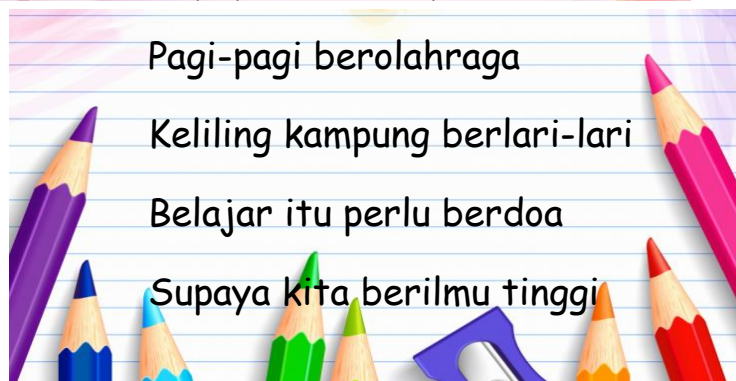 Pagi-pagi berolahraga
Keliling kampung berlari-lari
Belajar itu perlu berdoa
Supaya kita berilmu tinggi